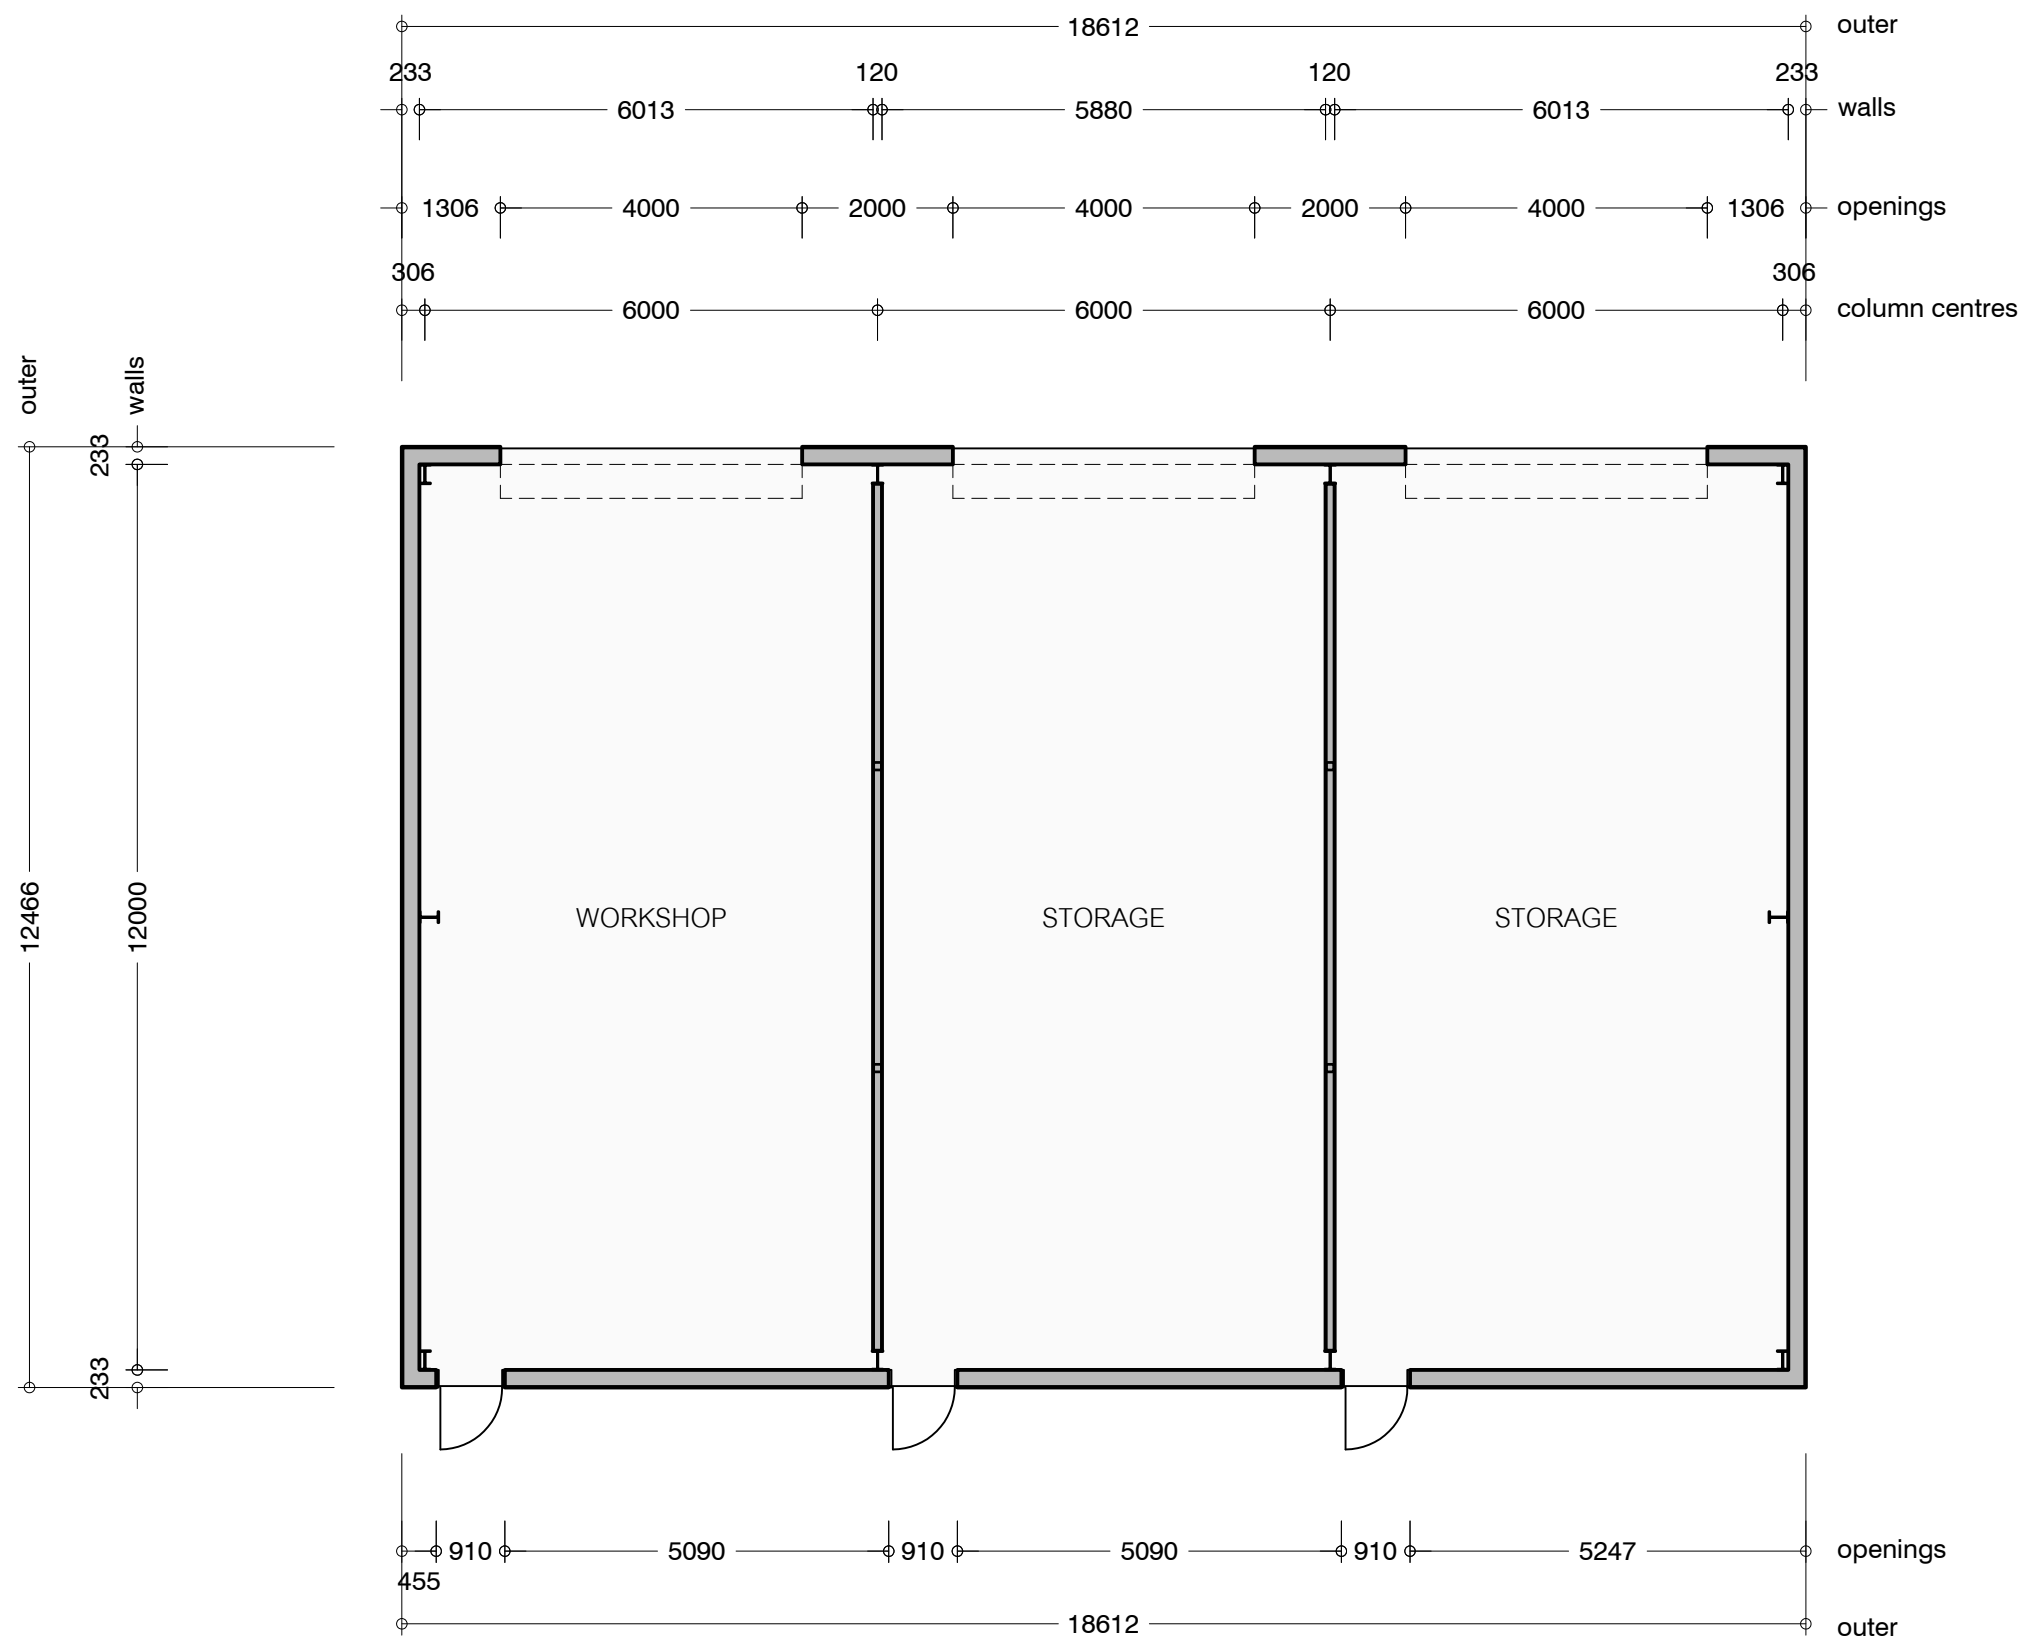 18612 outer
233 120 120 233
6013 5880 6013 walls
1306 4000 2000 4000 2000 4000 1306 openings
306 306
6000 6000 6000 column centres
outer walls
233
12466 12000
WORKSHOP STORAGE STORAGE
233
910 5090 910 5090 910 5247 openings
455
18612 outer